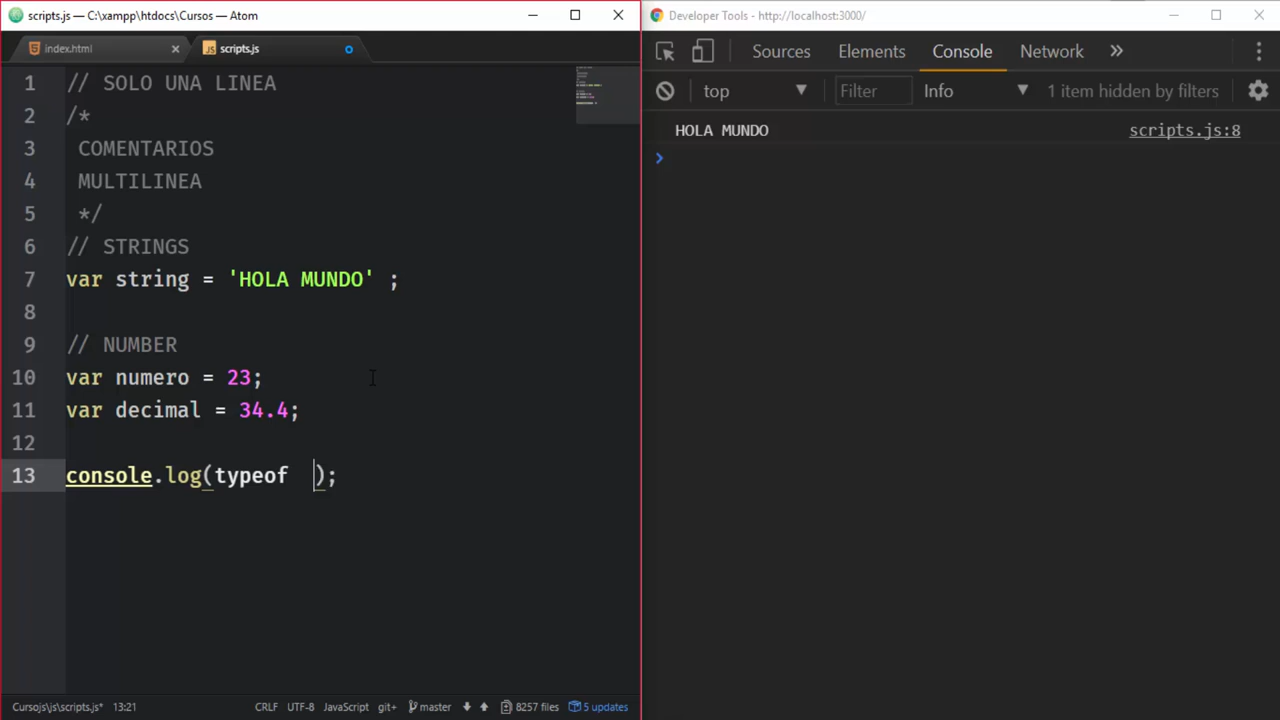 scripts.js — C:\xampp\htdocs\Cursos — Atom
index.html
scripts.js
1 // SOLO UNA LINEA
2 /*
3 COMENTARIOS
4 MULTILINEA
5 */
6 // STRINGS
7 var string = 'HOLA MUNDO' ;
8
9 // NUMBER
10 var numero = 23;
11 var decimal = 34.4;
12
13 console.log(typeof  );
Cursojs\js\scripts.js* 13:21 CRLF UTF-8 JavaScript git+ master 8257 files 5 updates
Developer Tools - http://localhost:3000/
Sources Elements Console Network »
top Filter Info 1 item hidden by filters
HOLA MUNDO scripts.js:8